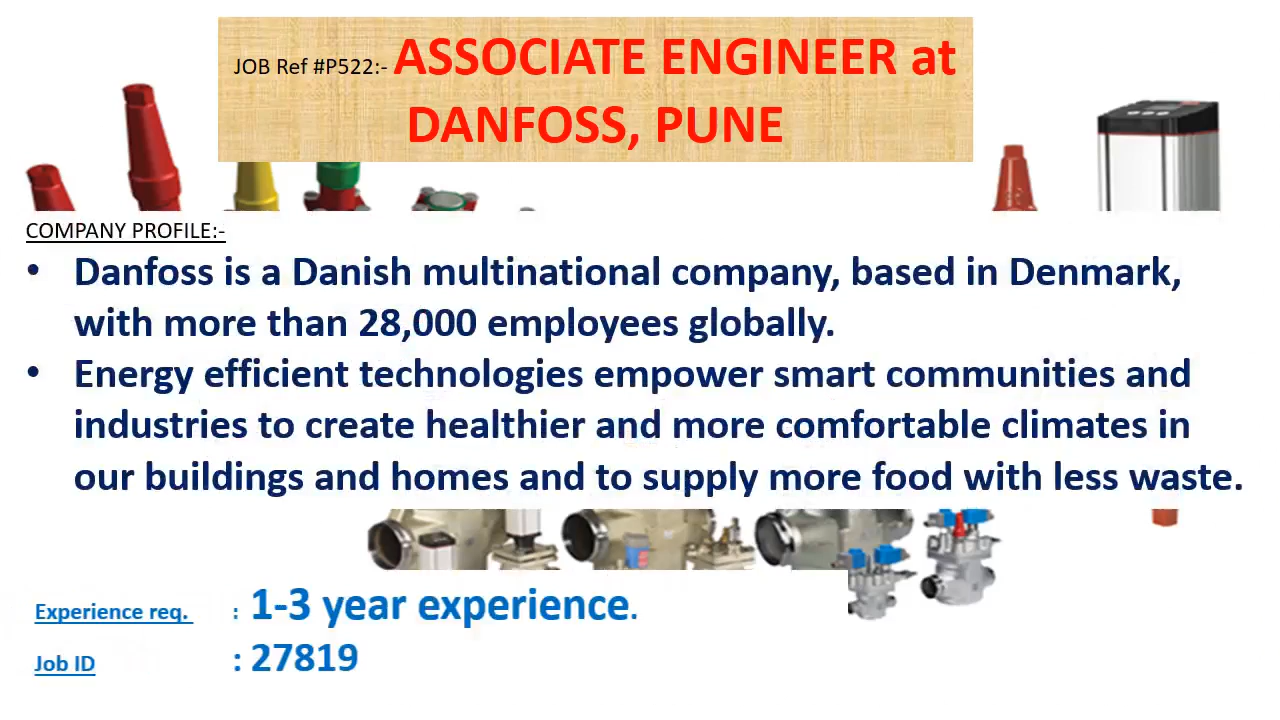 JOB Ref #P522:- ASSOCIATE ENGINEER at
DANFOSS, PUNE
COMPANY PROFILE:-
• Danfoss is a Danish multinational company, based in Denmark,
with more than 28,000 employees globally.
• Energy efficient technologies empower smart communities and
industries to create healthier and more comfortable climates in
our buildings and homes and to supply more food with less waste.
Experience req. : 1-3 year experience.
Job ID : 27819